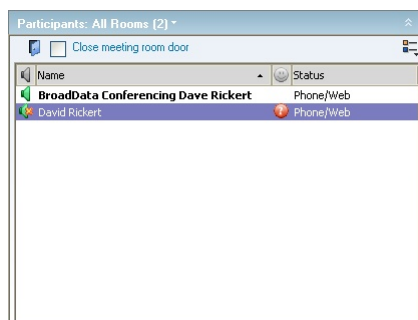 Participants: All Rooms (2)
Close meeting room door
Name Status
BroadData Conferencing Dave Rickert Phone/Web
David Rickert Phone/Web